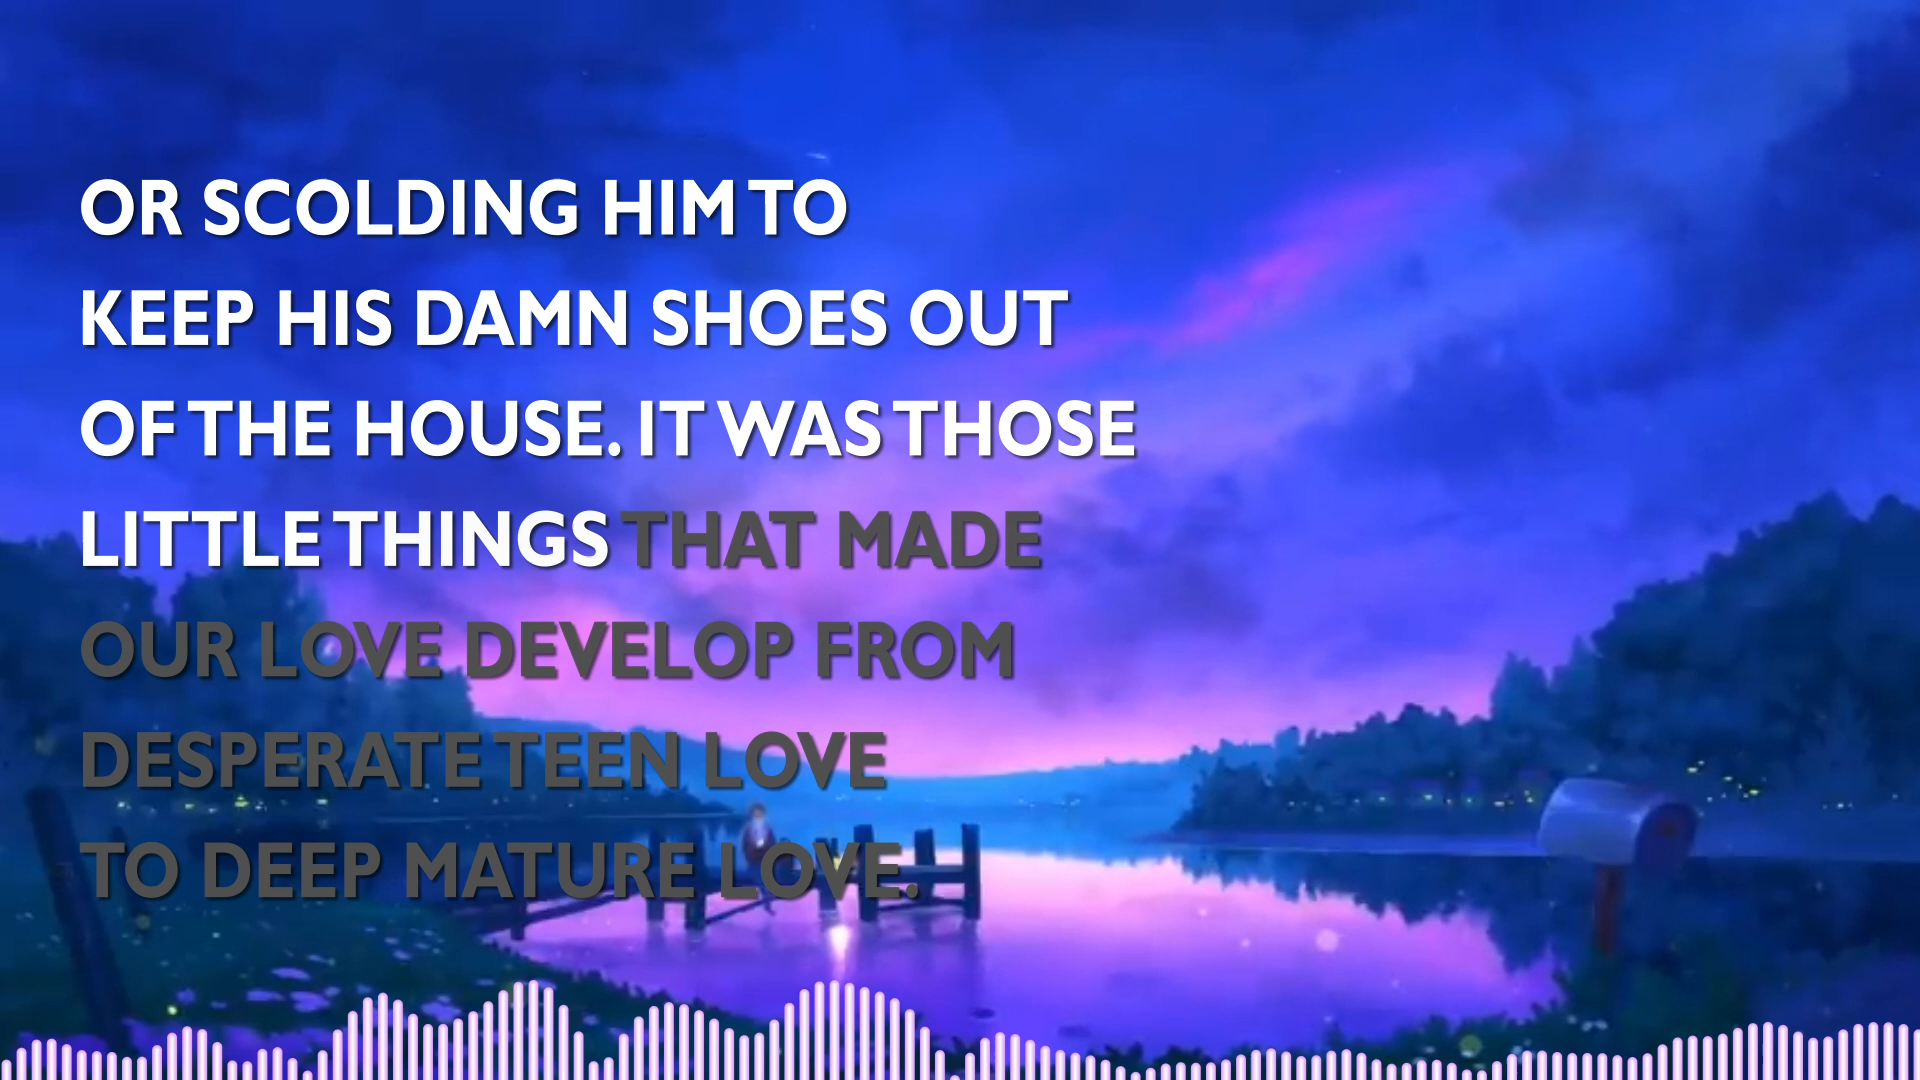 OR SCOLDING HIM TO
KEEP HIS DAMN SHOES OUT
OF THE HOUSE. IT WAS THOSE
LITTLE THINGS THAT MADE
OUR LOVE DEVELOP FROM
DESPERATE TEEN LOVE
TO DEEP MATURE LOVE.